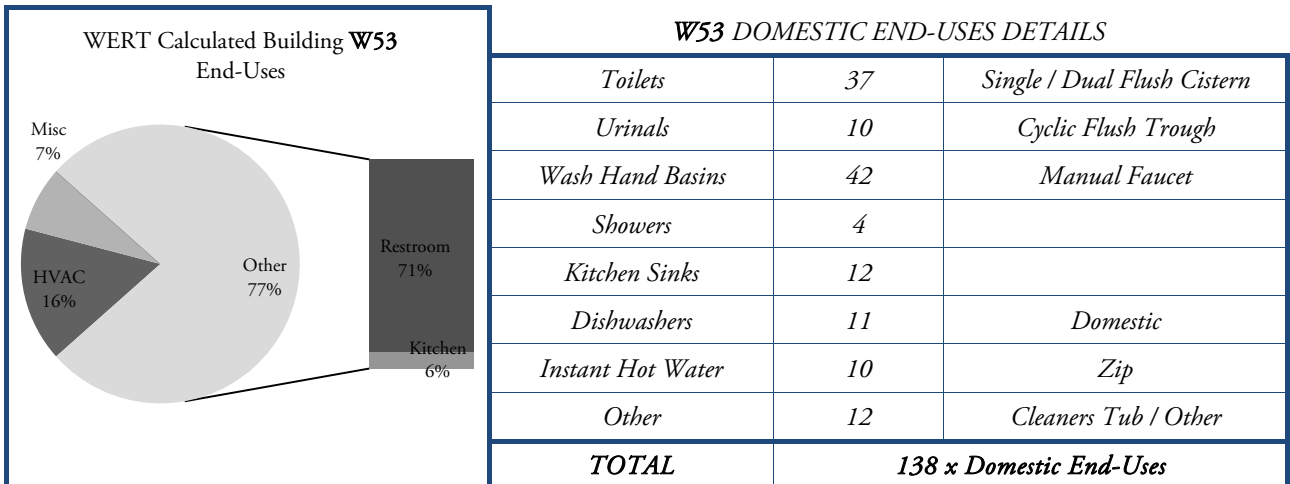 WERT Calculated Building W53
End-Uses
Misc
7%
HVAC
16%
Other
77%
Restroom
71%
Kitchen
6%
W53 DOMESTIC END-USES DETAILS
Toilets 37 Single / Dual Flush Cistern
Urinals 10 Cyclic Flush Trough
Wash Hand Basins 42 Manual Faucet
Showers 4
Kitchen Sinks 12
Dishwashers 11 Domestic
Instant Hot Water 10 Zip
Other 12 Cleaners Tub / Other
TOTAL 138 x Domestic End-Uses